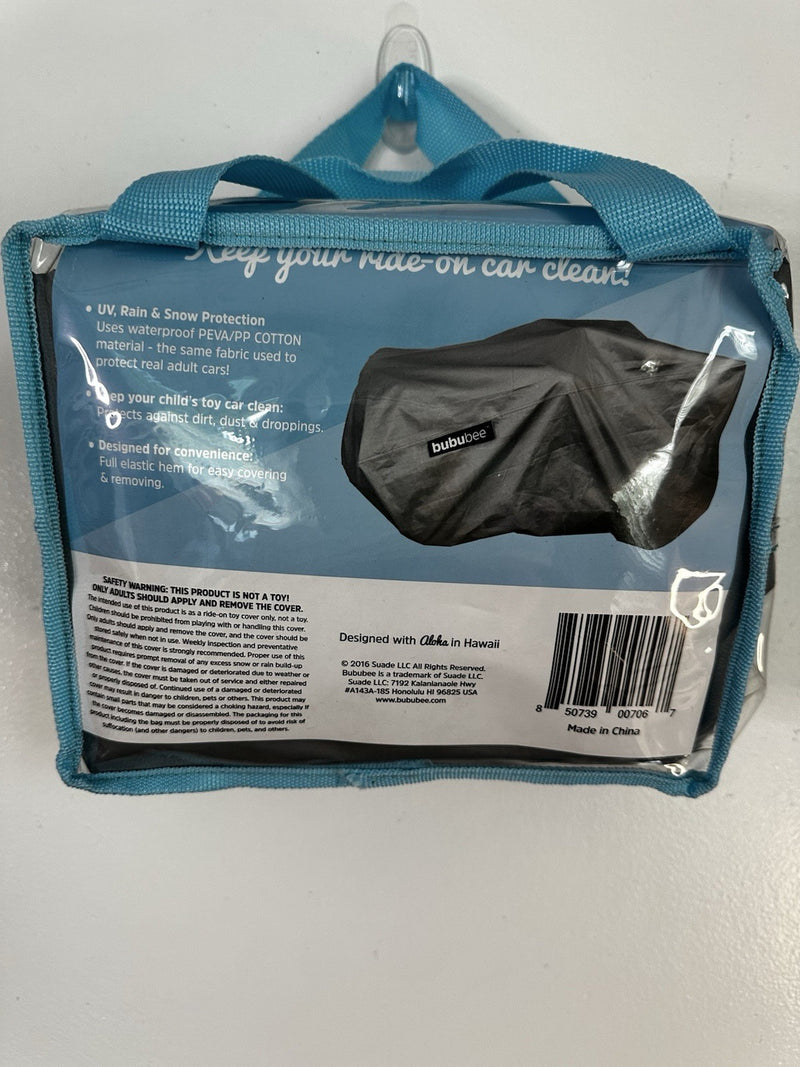 Keep your ride-on car clean!
• UV, Rain & Snow Protection
Uses waterproof PEVA/PP COTTON
material - the same fabric used to
protect real adult cars!
• Keep your child's toy car clean:
Protects against dirt, dust & droppings.
• Designed for convenience:
Full elastic hem for easy covering
& removing.
bububee
SAFETY WARNING: THIS PRODUCT IS NOT A TOY!
ONLY ADULTS SHOULD APPLY AND REMOVE THE COVER.
The intended use of this product is as a ride-on toy cover only, not a toy.
Children should be prohibited from playing with or handling this cover.
Only adults should apply and remove the cover, and the cover should be
stored safely when not in use. Weekly inspection and preventative
maintenance of this cover is strongly recommended. Proper use of this
product requires prompt removal of any excess snow or rain build-up
from the cover. If the cover is damaged or deteriorated due to weather or
other causes, the cover must be taken out of service and either repaired
or properly disposed of. Continued use of a damaged or deteriorated
cover may result in danger to children, pets or others. This product may
contain small parts that may be considered a choking hazard, especially if
the cover becomes damaged or disassembled. The packaging for this
product including the bag must be properly disposed of to avoid risk of
suffocation (and other dangers) to children, pets, and others.
Designed with Aloha in Hawaii
© 2016 Suade LLC All Rights Reserved.
Bububee is a trademark of Suade LLC.
Suade LLC: 7192 Kalanianaole Hwy
#A143A-185 Honolulu HI 96825 USA
www.bububee.com
8 50739 00706 7
Made in China